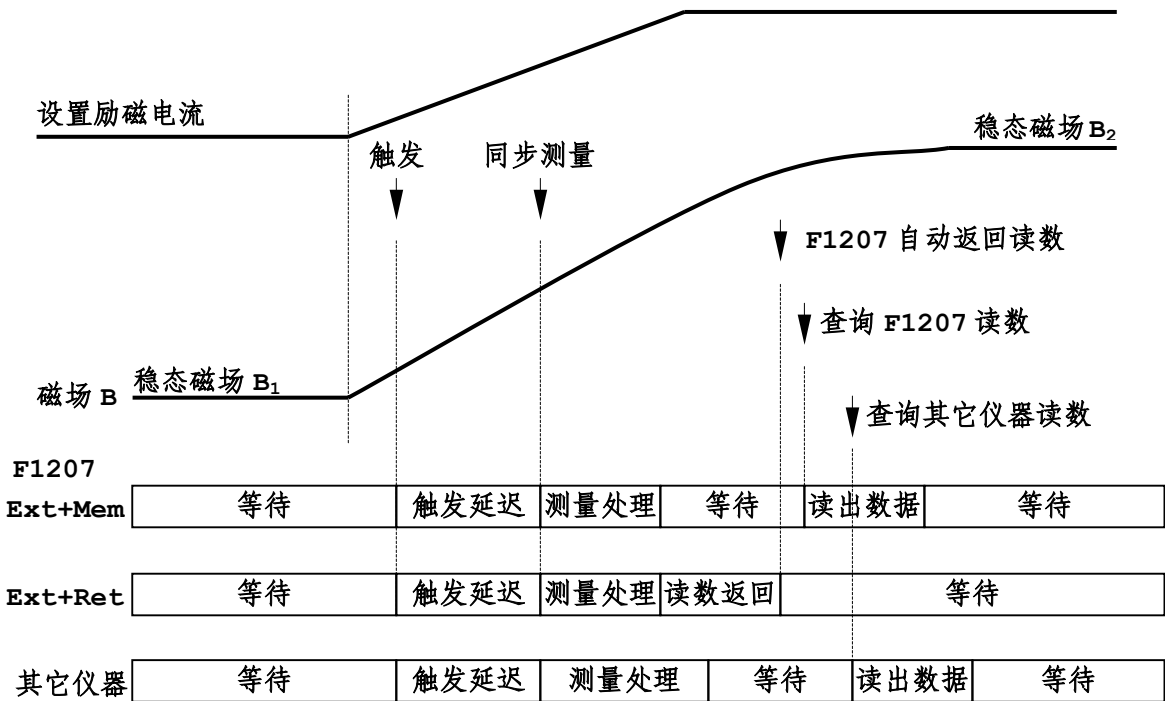 设置励磁电流
稳态磁场 B₂
触发 同步测量
F1207 自动返回读数
查询 F1207 读数
磁场 B 稳态磁场 B₁
查询其它仪器读数
F1207
Ext+Mem 等待 触发延迟 测量处理 等待 读出数据 等待
Ext+Ret 等待 触发延迟 测量处理 读数返回 等待
其它仪器 等待 触发延迟 测量处理 等待 读出数据 等待